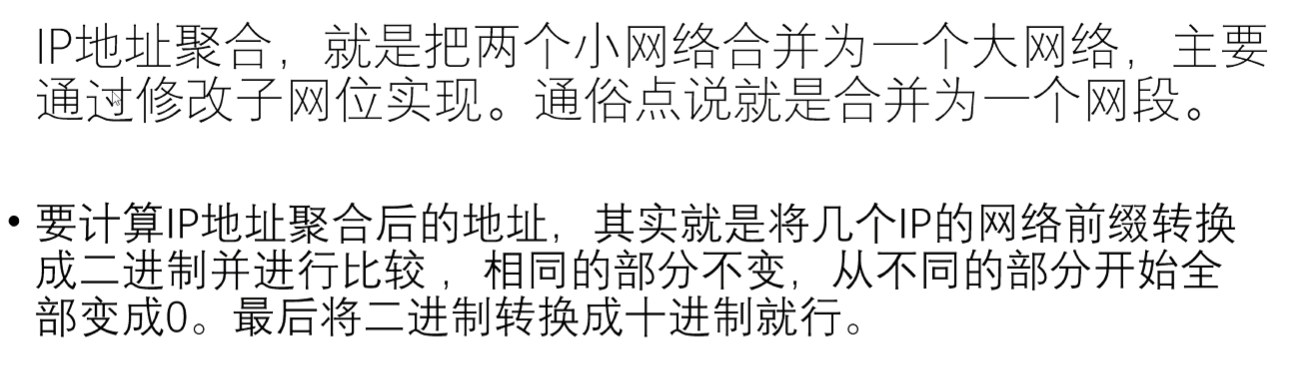 IP地址聚合，就是把两个小网络合并为一个大网络，主要
通过修改子网位实现。通俗点说就是合并为一个网段。
• 要计算IP地址聚合后的地址，其实就是将几个IP的网络前缀转换
成二进制并进行比较 ，相同的部分不变，从不同的部分开始全
部变成0。最后将二进制转换成十进制就行。